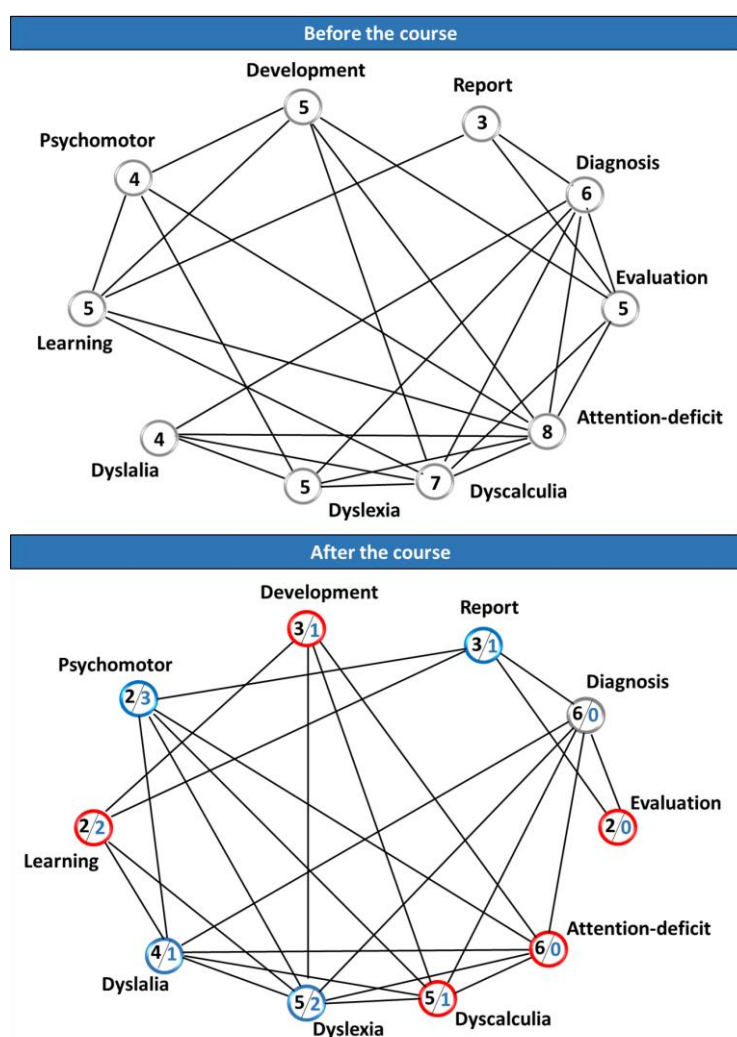 Before the course
Development
5
Report
3
Psychomotor
4
Diagnosis
6
Evaluation
5
Learning
5
Attention-deficit
8
Dyslalia
4
Dyslexia
5
Dyscalculia
7
After the course
Development
3/1
Report
3/1
Psychomotor
2/3
Diagnosis
6/0
Evaluation
2/0
Learning
2/2
Attention-deficit
6/0
Dyslalia
4/1
Dyslexia
5/2
Dyscalculia
5/1